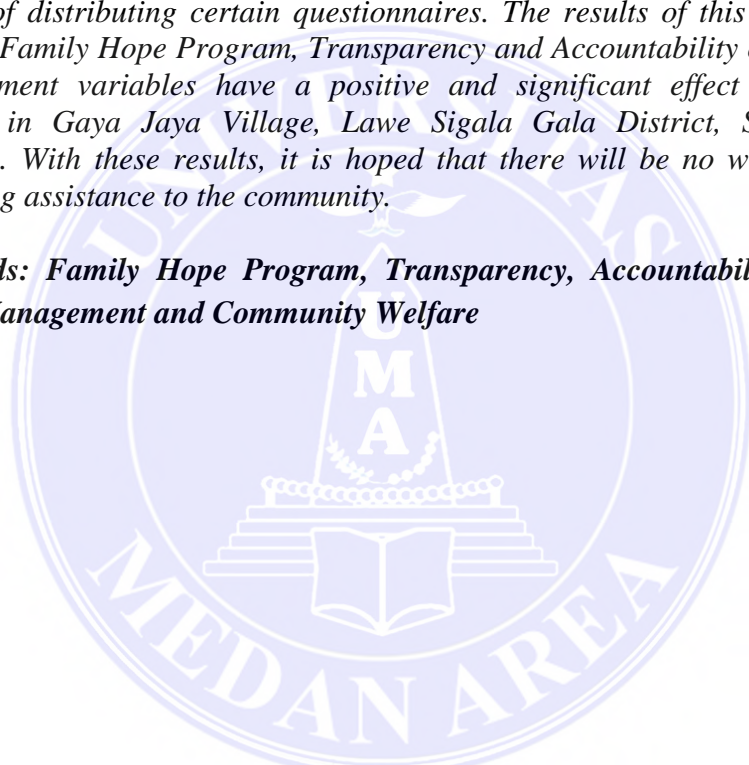 of distributing certain questionnaires. The results of this
Family Hope Program, Transparency and Accountability
ment variables have a positive and significant effect
in Gaya Jaya Village, Lawe Sigala Gala District, S
. With these results, it is hoped that there will be no w
g assistance to the community.
ds: Family Hope Program, Transparency, Accountabil
Management and Community Welfare
UNIVERSITAS
UMA
MEDAN AREA